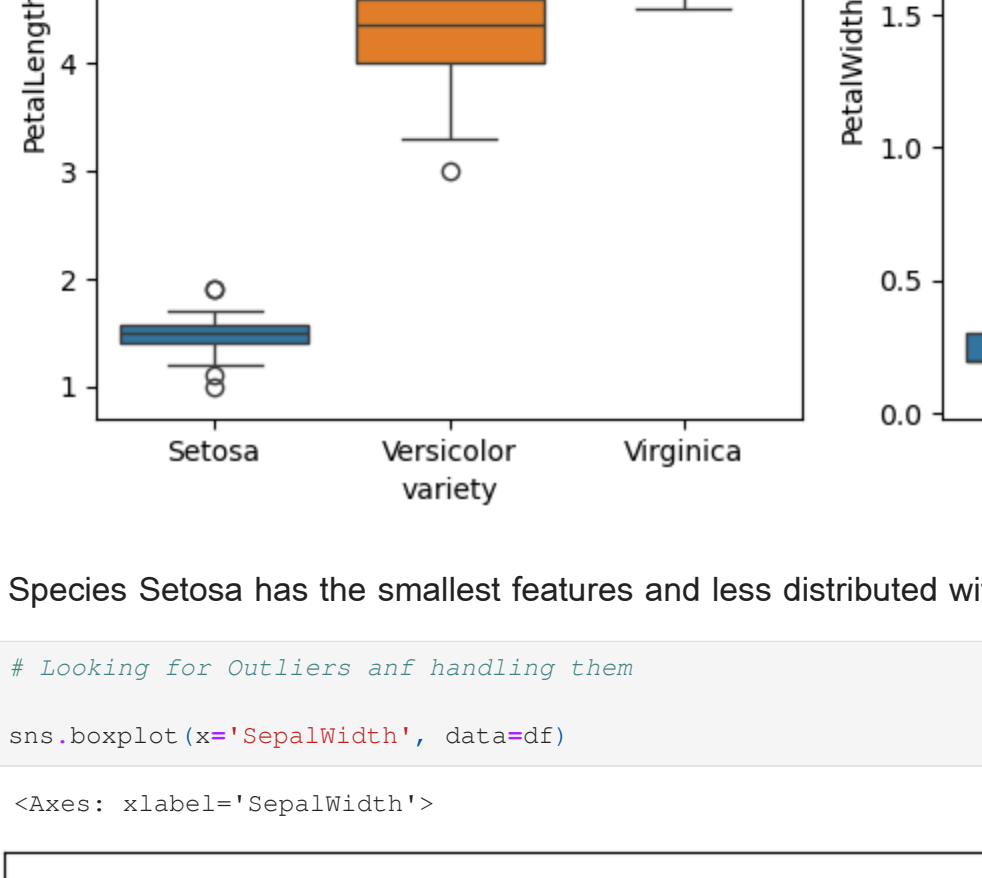 PetalLength
4
3
2
1
Setosa
Versicolor
Virginica
variety
PetalWidth
1.5
1.0
0.5
0.0
Species Setosa has the smallest features and less distributed
# Looking for Outliers anf handling them
sns.boxplot(x='SepalWidth', data=df)
<Axes: xlabel='SepalWidth'>